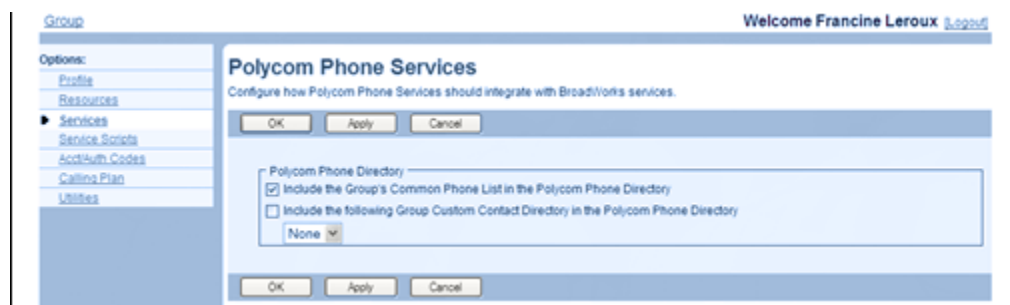 Group
Welcome Francine Leroux [Logout]
Options:
Profile
Resources
Services
Service Scripts
Acct/Auth Codes
Calling Plan
Utilities
Polycom Phone Services
Configure how Polycom Phone Services should integrate with BroadWorks services.
OK Apply Cancel
Polycom Phone Directory
Include the Group's Common Phone List in the Polycom Phone Directory
Include the following Group Custom Contact Directory in the Polycom Phone Directory
None
OK Apply Cancel